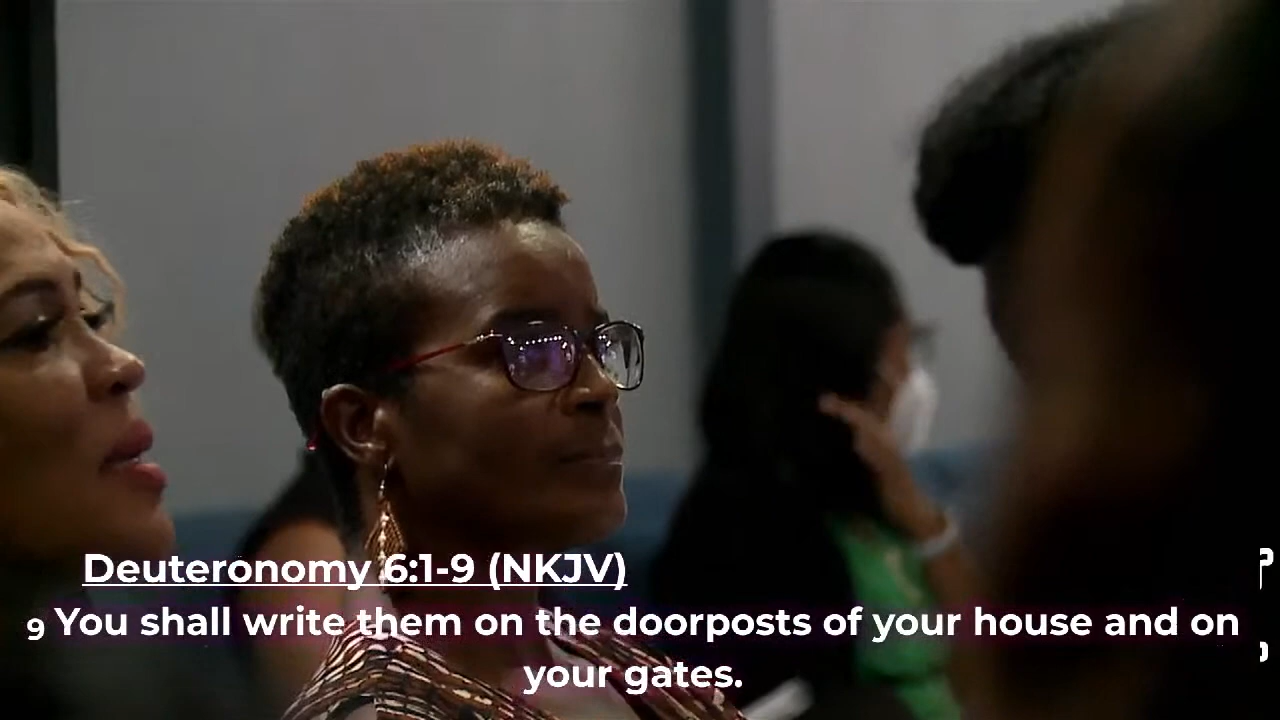 Deuteronomy 6:1-9 (NKJV)
9 You shall write them on the doorposts of your house and on
your gates.